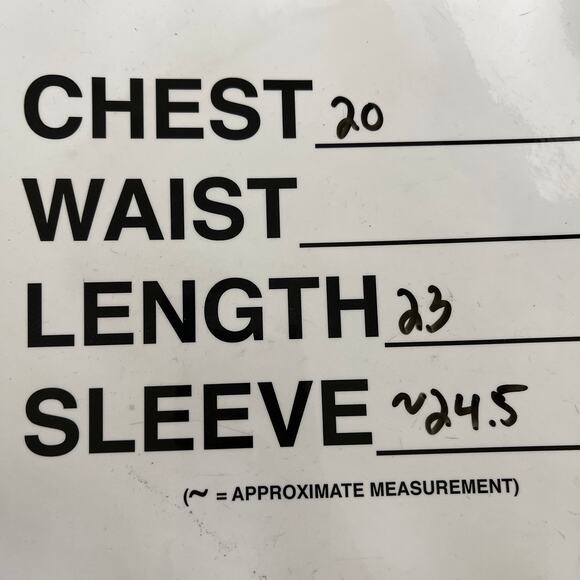 CHEST 20
WAIST
LENGTH 23
SLEEVE ~24.5
(~ = APPROXIMATE MEASUREMENT)